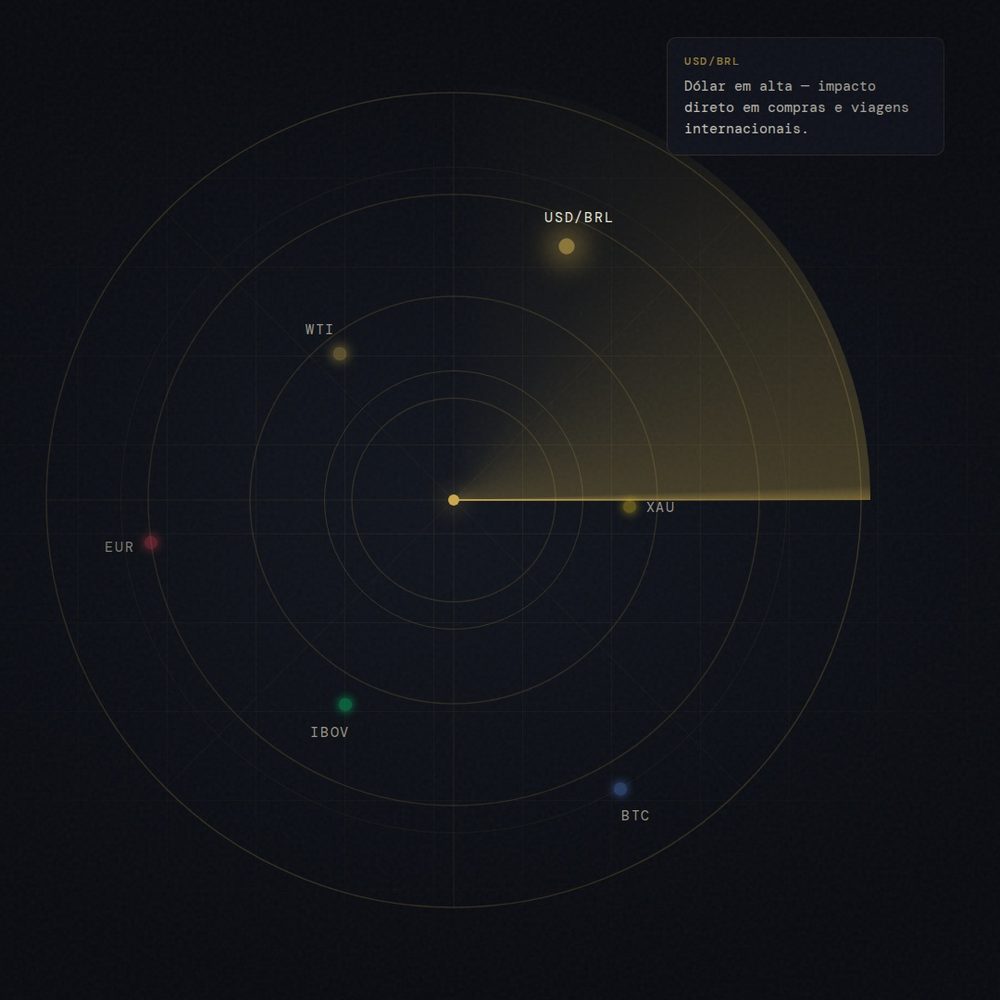 USD/BRL
Dólar em alta — impacto
direto em compras e viagens
internacionais.
USD/BRL
WTI
XAU
EUR
IBOV
BTC